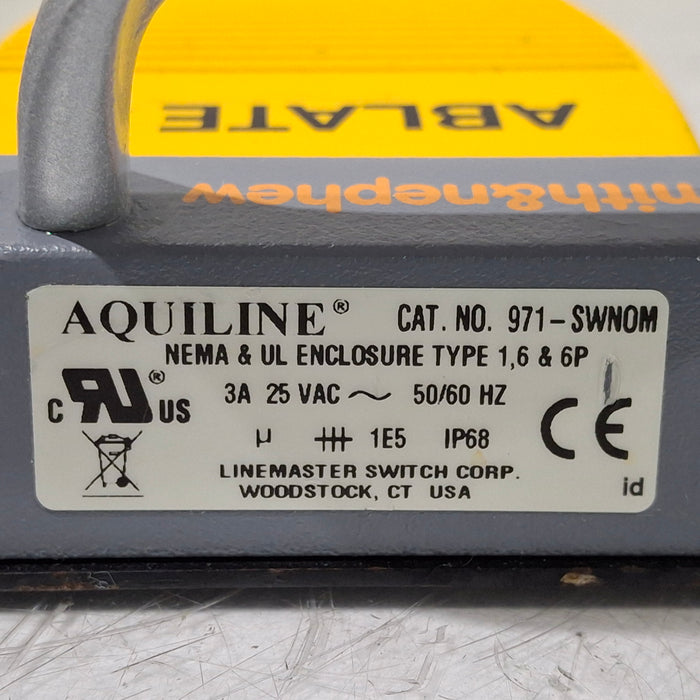 ABLATE
mith&nephew
AQUILINE® CAT. NO. 971-SWNOM
NEMA & UL ENCLOSURE TYPE 1,6 & 6P
C RU® US 3A 25 VAC ~ 50/60 HZ
µ 1E5 IP68 CE
LINEMASTER SWITCH CORP.
WOODSTOCK, CT USA
id